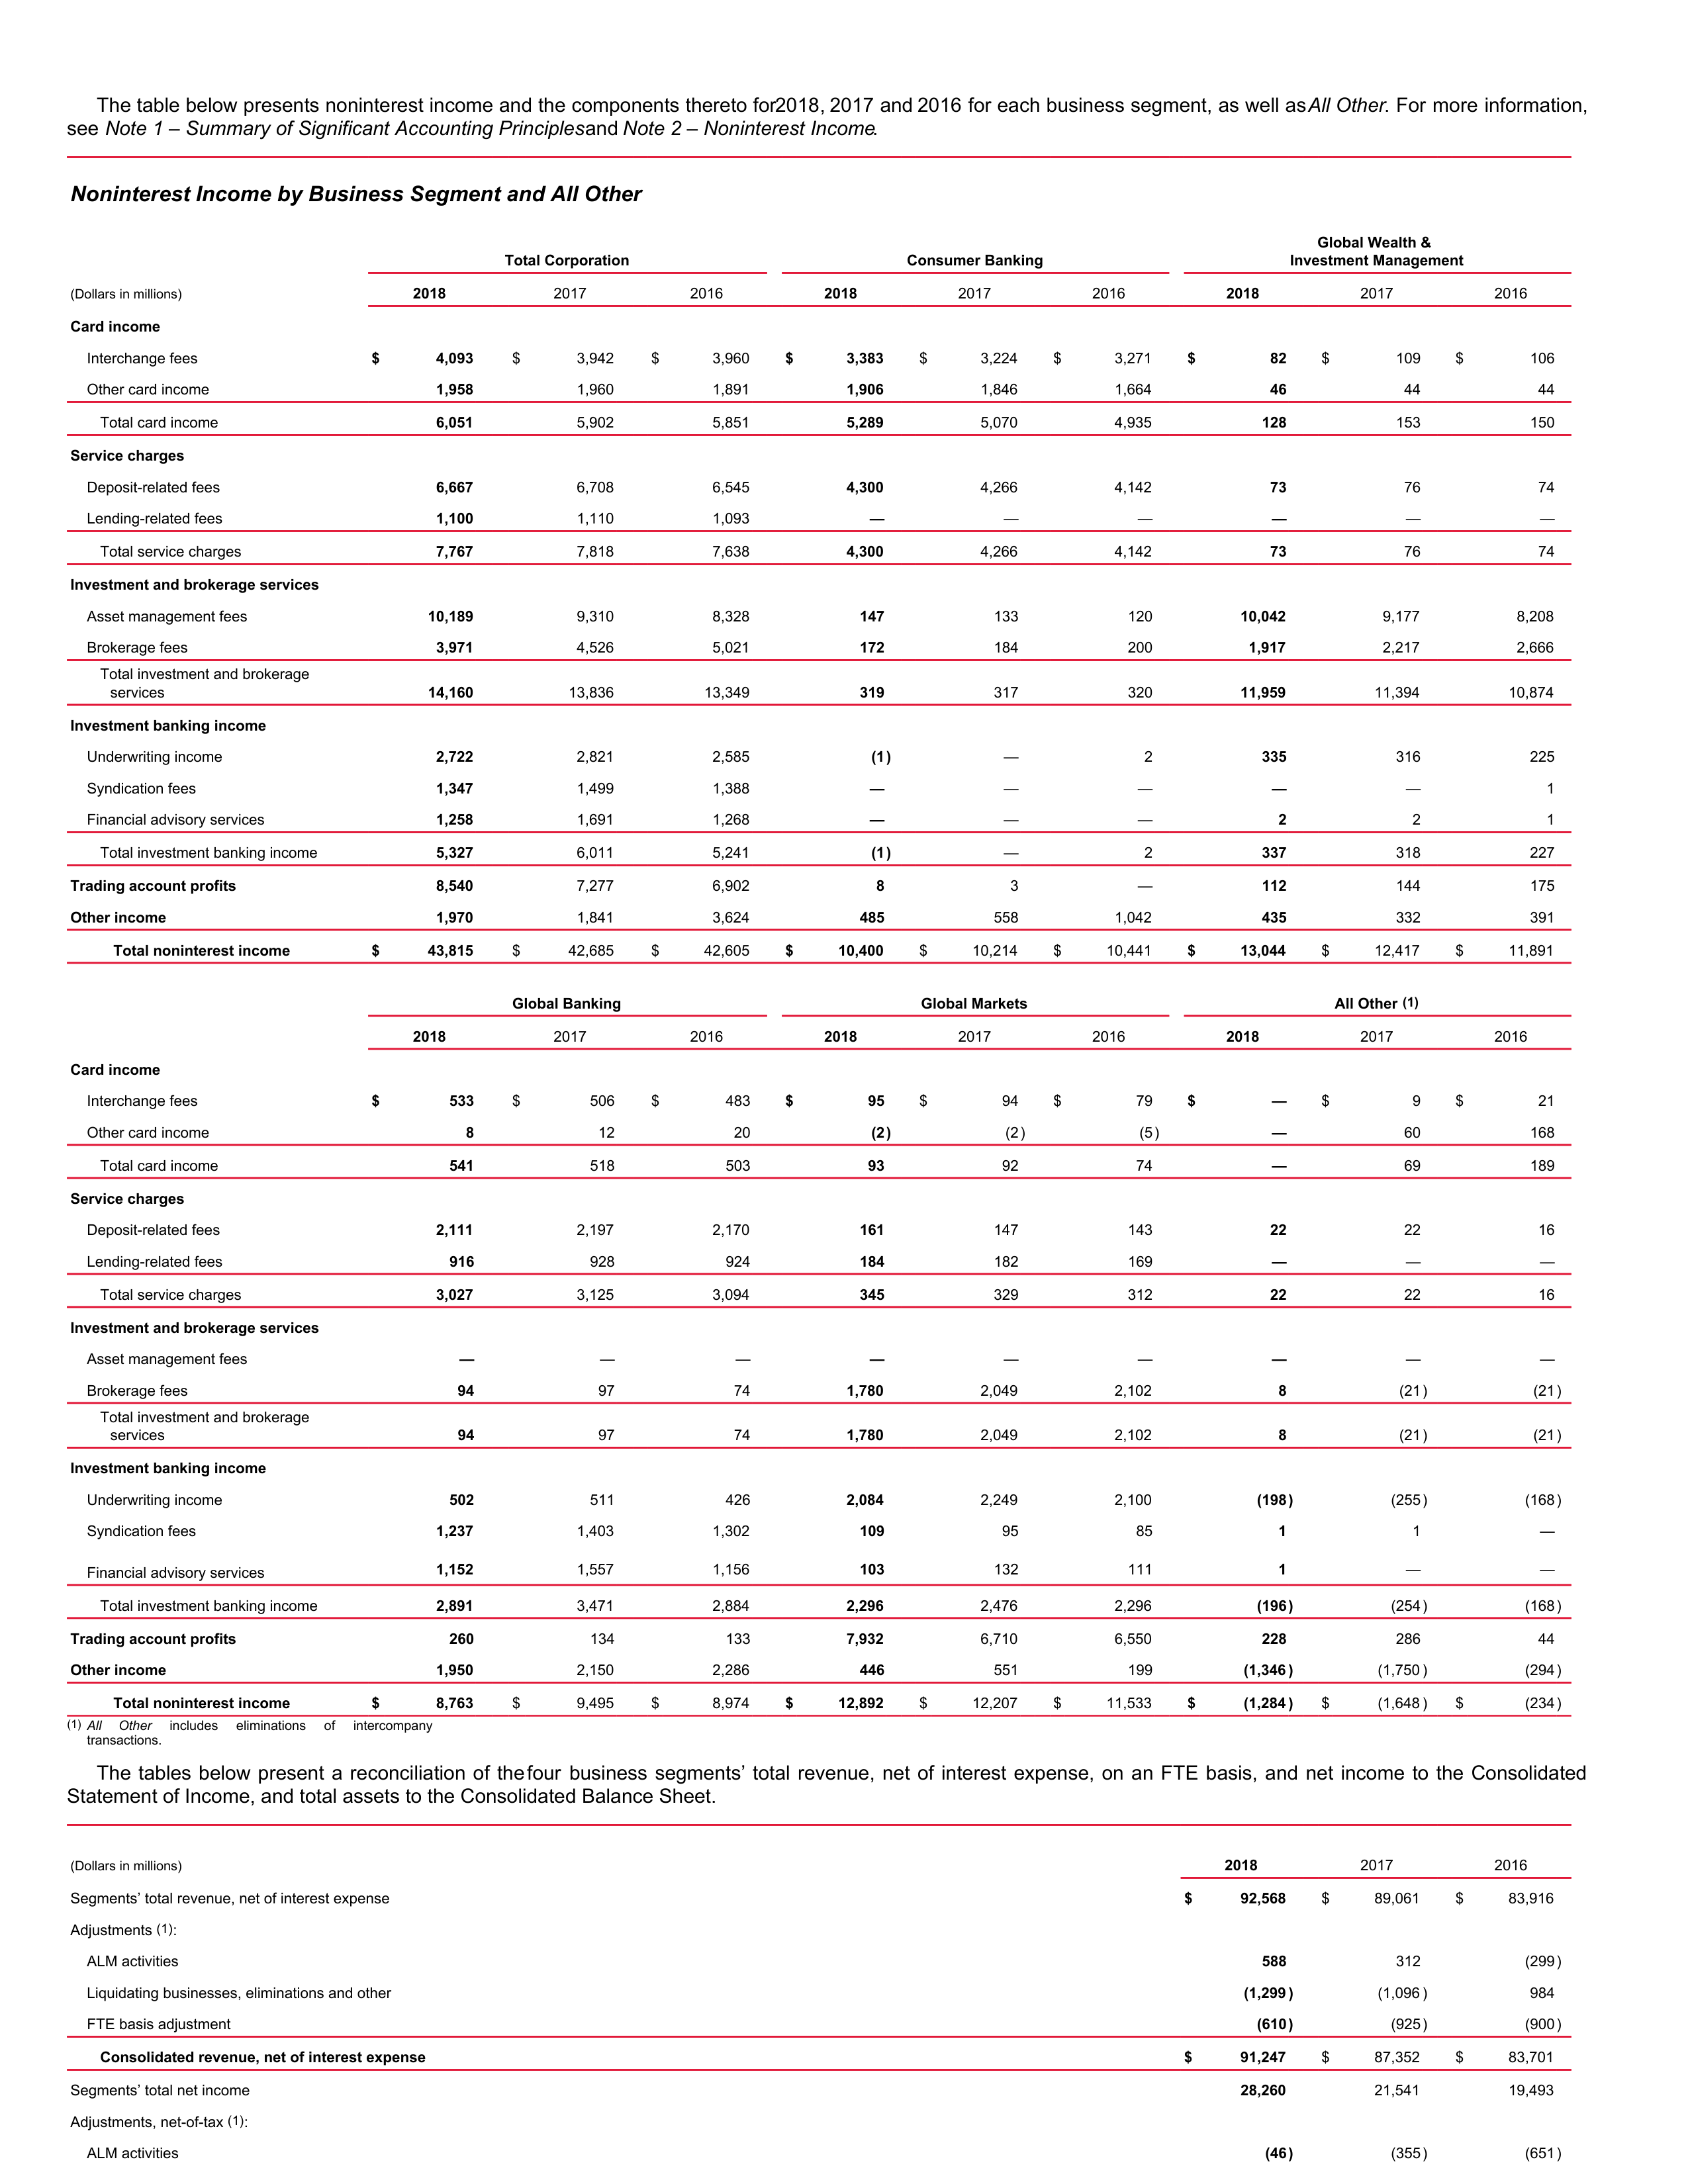 The table below presents noninterest income and the components thereto for2018, 2017 and 2016 for each business segment, as well as All Other. For more information,
see Note 1 – Summary of Significant Accounting Principlesand Note 2 – Noninterest Income.
Noninterest Income by Business Segment and All Other
Total Corporation Consumer Banking Global Wealth &
Investment Management
(Dollars in millions) 2018 2017 2016 2018 2017 2016 2018 2017 2016
Card income
Interchange fees $ 4,093 $ 3,942 $ 3,960 $ 3,383 $ 3,224 $ 3,271 $ 82 $ 109 $ 106
Other card income 1,958 1,960 1,891 1,906 1,846 1,664 46 44 44
Total card income 6,051 5,902 5,851 5,289 5,070 4,935 128 153 150
Service charges
Deposit-related fees 6,667 6,708 6,545 4,300 4,266 4,142 73 76 74
Lending-related fees 1,100 1,110 1,093 — — — — — —
Total service charges 7,767 7,818 7,638 4,300 4,266 4,142 73 76 74
Investment and brokerage services
Asset management fees 10,189 9,310 8,328 147 133 120 10,042 9,177 8,208
Brokerage fees 3,971 4,526 5,021 172 184 200 1,917 2,217 2,666
Total investment and brokerage
services 14,160 13,836 13,349 319 317 320 11,959 11,394 10,874
Investment banking income
Underwriting income 2,722 2,821 2,585 (1) — 2 335 316 225
Syndication fees 1,347 1,499 1,388 — — — — — 1
Financial advisory services 1,258 1,691 1,268 — — — 2 2 1
Total investment banking income 5,327 6,011 5,241 (1) — 2 337 318 227
Trading account profits 8,540 7,277 6,902 8 3 — 112 144 175
Other income 1,970 1,841 3,624 485 558 1,042 435 332 391
Total noninterest income $ 43,815 $ 42,685 $ 42,605 $ 10,400 $ 10,214 $ 10,441 $ 13,044 $ 12,417 $ 11,891
Global Banking Global Markets All Other (1)
2018 2017 2016 2018 2017 2016 2018 2017 2016
Card income
Interchange fees $ 533 $ 506 $ 483 $ 95 $ 94 $ 79 $ — $ 9 $ 21
Other card income 8 12 20 (2) (2) (5) — 60 168
Total card income 541 518 503 93 92 74 — 69 189
Service charges
Deposit-related fees 2,111 2,197 2,170 161 147 143 22 22 16
Lending-related fees 916 928 924 184 182 169 — — —
Total service charges 3,027 3,125 3,094 345 329 312 22 22 16
Investment and brokerage services
Asset management fees — — — — — — — — —
Brokerage fees 94 97 74 1,780 2,049 2,102 8 (21) (21)
Total investment and brokerage
services 94 97 74 1,780 2,049 2,102 8 (21) (21)
Investment banking income
Underwriting income 502 511 426 2,084 2,249 2,100 (198) (255) (168)
Syndication fees 1,237 1,403 1,302 109 95 85 1 1 —
Financial advisory services 1,152 1,557 1,156 103 132 111 1 — —
Total investment banking income 2,891 3,471 2,884 2,296 2,476 2,296 (196) (254) (168)
Trading account profits 260 134 133 7,932 6,710 6,550 228 286 44
Other income 1,950 2,150 2,286 446 551 199 (1,346) (1,750) (294)
Total noninterest income $ 8,763 $ 9,495 $ 8,974 $ 12,892 $ 12,207 $ 11,533 $ (1,284) $ (1,648) $ (234)
(1) All Other includes eliminations of intercompany
transactions.
The tables below present a reconciliation of the four business segments’ total revenue, net of interest expense, on an FTE basis, and net income to the Consolidated
Statement of Income, and total assets to the Consolidated Balance Sheet.
(Dollars in millions) 2018 2017 2016
Segments’ total revenue, net of interest expense $ 92,568 $ 89,061 $ 83,916
Adjustments (1):
ALM activities 588 312 (299)
Liquidating businesses, eliminations and other (1,299) (1,096) 984
FTE basis adjustment (610) (925) (900)
Consolidated revenue, net of interest expense $ 91,247 $ 87,352 $ 83,701
Segments’ total net income 28,260 21,541 19,493
Adjustments, net-of-tax (1):
ALM activities (46) (355) (651)